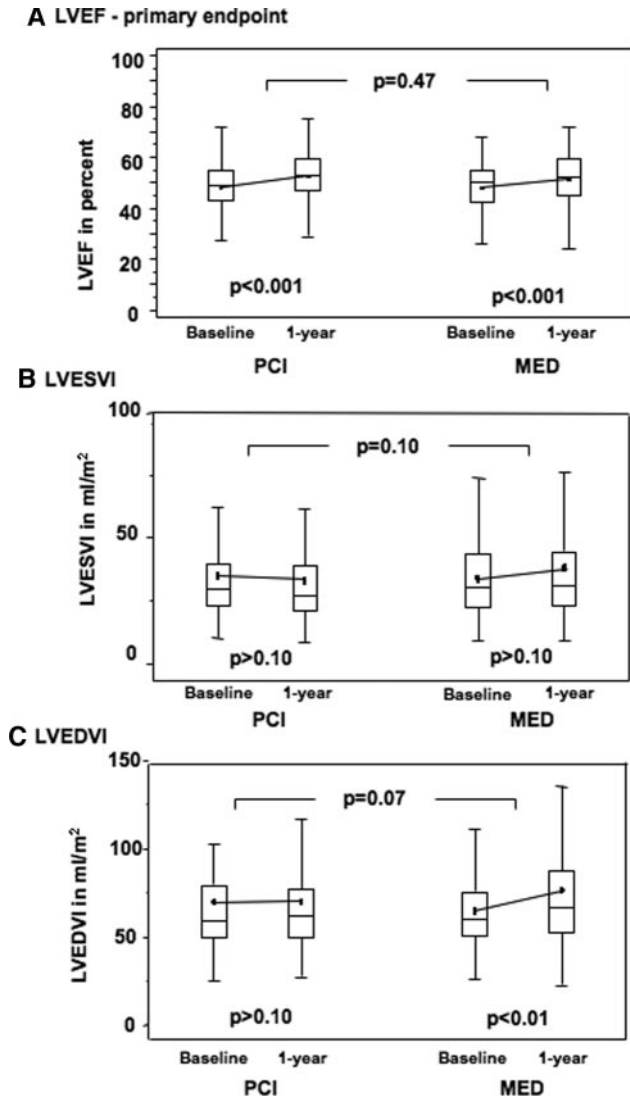 A LVEF - primary endpoint
100
80
60
40
20
0
LVEF in percent
p=0.47
p<0.001
p<0.001
Baseline 1-year Baseline 1-year
PCI MED
B LVESVI
100
50
0
LVESVI in ml/m²
p=0.10
p>0.10 p>0.10
Baseline 1-year Baseline 1-year
PCI MED
C LVEDVI
150
100
50
0
LVEDVI in ml/m²
p=0.07
p>0.10 p<0.01
Baseline 1-year Baseline 1-year
PCI MED